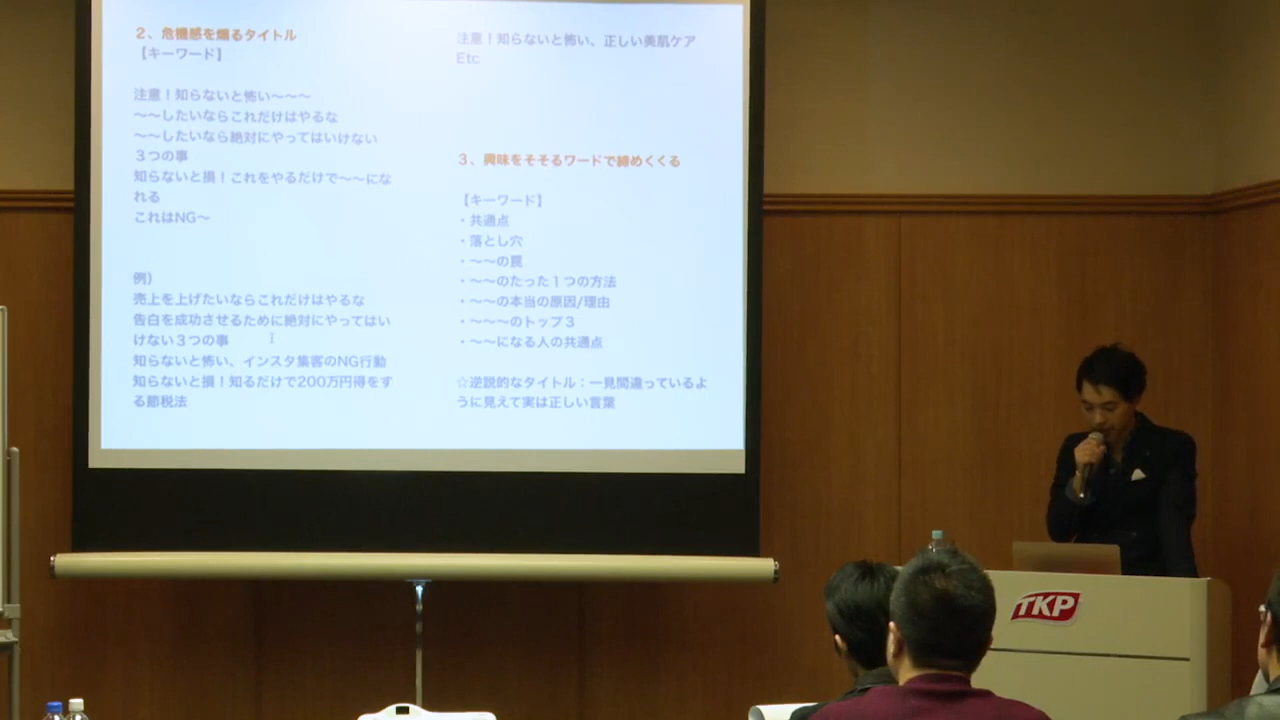 ２、危機感を煽るタイトル
【キーワード】
注意！知らないと怖い〜〜〜
〜〜したいならこれだけはやるな
〜〜したいなら絶対にやってはいけない
３つの事
知らないと損！これをやるだけで〜〜にな
れる
これはNG〜
例）
売上を上げたいならこれだけはやるな
告白を成功させるために絶対にやってはい
けない３つの事
知らないと怖い、インスタ集客のNG行動
知らないと損！知るだけで200万円得をす
る節税法
注意！知らないと怖い、正しい美肌ケア
Etc
３、興味をそそるワードで締めくくる
【キーワード】
・共通点
・落とし穴
・〜〜の罠
・〜〜のたった１つの方法
・〜〜の本当の原因/理由
・〜〜〜のトップ３
・〜〜になる人の共通点
☆逆説的なタイトル：一見間違っているよ
うに見えて実は正しい言葉
TKP